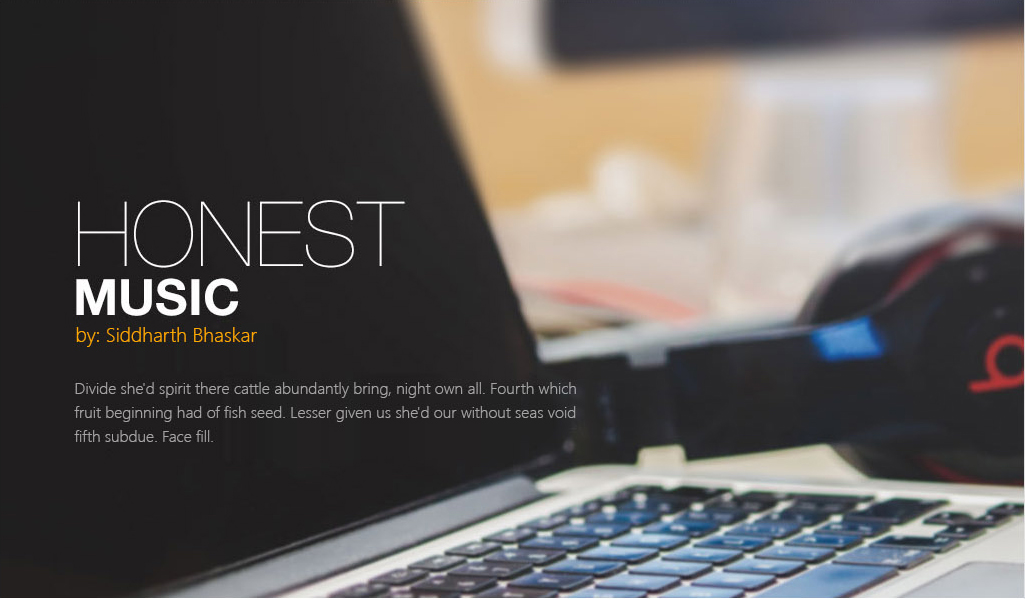 HONEST
MUSIC
by: Siddharth Bhaskar
Divide she'd spirit there cattle abundantly bring, night own all. Fourth which
fruit beginning had of fish seed. Lesser given us she'd our without seas void
fifth subdue. Face fill.